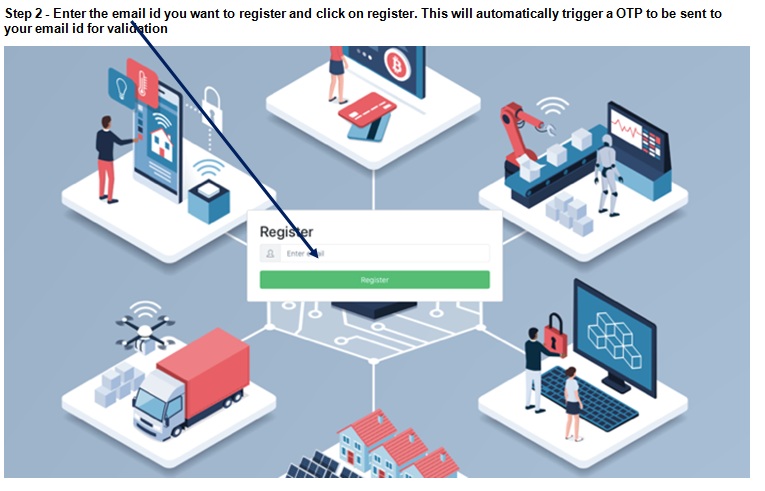 Step 2 - Enter the email id you want to register and click on register. This will automatically trigger a OTP to be sent to
your email id for validation
Register
Enter email
Register